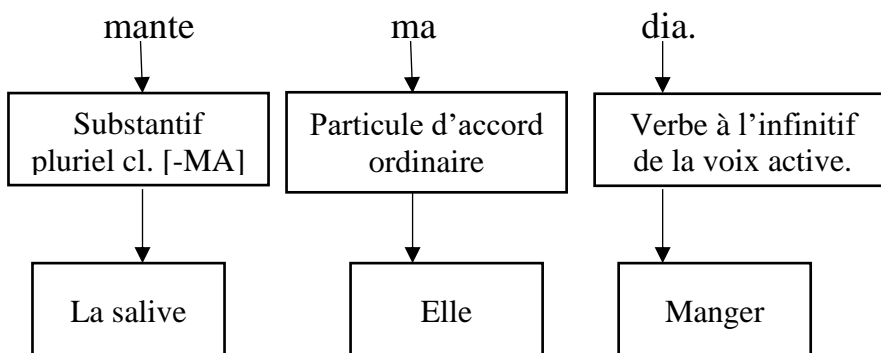 mante ma dia.
Substantif
pluriel cl. [-MA]
Particule d’accord
ordinaire
Verbe à l’infinitif
de la voix active.
La salive
Elle
Manger